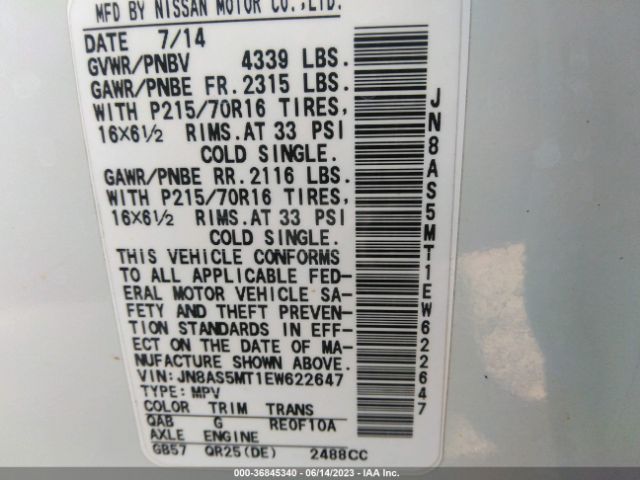 MFD BY NISSAN MOTOR CO.,LTD.
DATE 7/14
GVWR/PNBV 4339 LBS.
GAWR/PNBE FR. 2315 LBS.
WITH P215/70R16 TIRES,
16X6½ RIMS. AT 33 PSI
COLD SINGLE.
GAWR/PNBE RR. 2116 LBS.
WITH P215/70R16 TIRES,
16X6½ RIMS. AT 33 PSI
COLD SINGLE.
THIS VEHICLE CONFORMS
TO ALL APPLICABLE FED-
ERAL MOTOR VEHICLE SA-
FETY AND THEFT PREVEN-
TION STANDARDS IN EFF-
ECT ON THE DATE OF MA-
NUFACTURE SHOWN ABOVE.
VIN: JN8AS5MT1EW622647
TYPE: MPV
COLOR TRIM TRANS
QAB G RE0F10A
AXLE ENGINE
GB57 QR25(DE) 2488CC
JN8AS5MT1EW622647
000-36845340 - 06/14/2023 - IAA Inc.